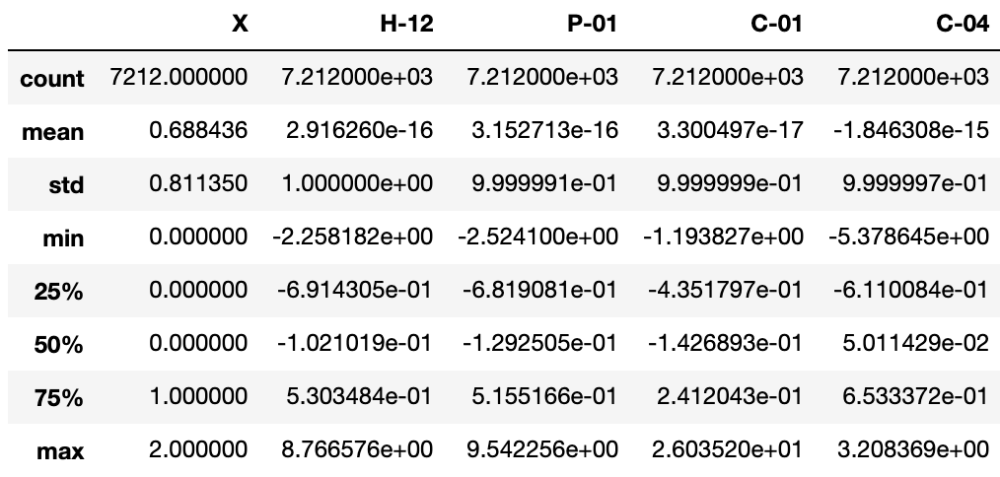 X H-12 P-01 C-01 C-04
count 7212.000000 7.212000e+03 7.212000e+03 7.212000e+03 7.212000e+03
mean 0.688436 2.916260e-16 3.152713e-16 3.300497e-17 -1.846308e-15
std 0.811350 1.000000e+00 9.999991e-01 9.999999e-01 9.999997e-01
min 0.000000 -2.258182e+00 -2.524100e+00 -1.193827e+00 -5.378645e+00
25% 0.000000 -6.914305e-01 -6.819081e-01 -4.351797e-01 -6.110084e-01
50% 0.000000 -1.021019e-01 -1.292505e-01 -1.426893e-01 5.011429e-02
75% 1.000000 5.303484e-01 5.155166e-01 2.412043e-01 6.533372e-01
max 2.000000 8.766576e+00 9.542256e+00 2.603520e+01 3.208369e+00